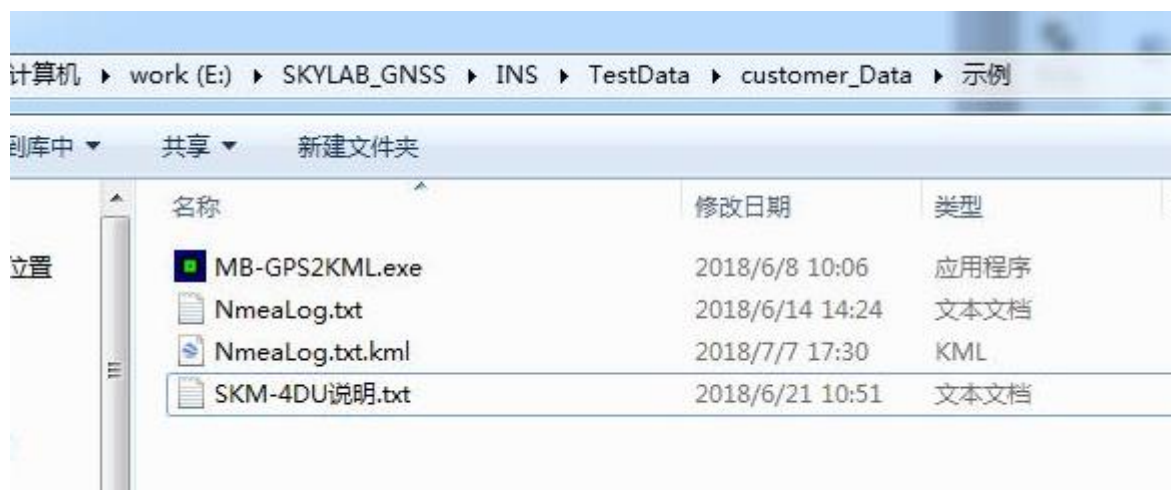 计算机 ▸ work (E:) ▸ SKYLAB_GNSS ▸ INS ▸ TestData ▸ customer_Data ▸ 示例
到库中 共享 新建文件夹
名称 修改日期 类型
位置
MB-GPS2KML.exe 2018/6/8 10:06 应用程序
NmeaLog.txt 2018/6/14 14:24 文本文档
NmeaLog.txt.kml 2018/7/7 17:30 KML
SKM-4DU说明.txt 2018/6/21 10:51 文本文档